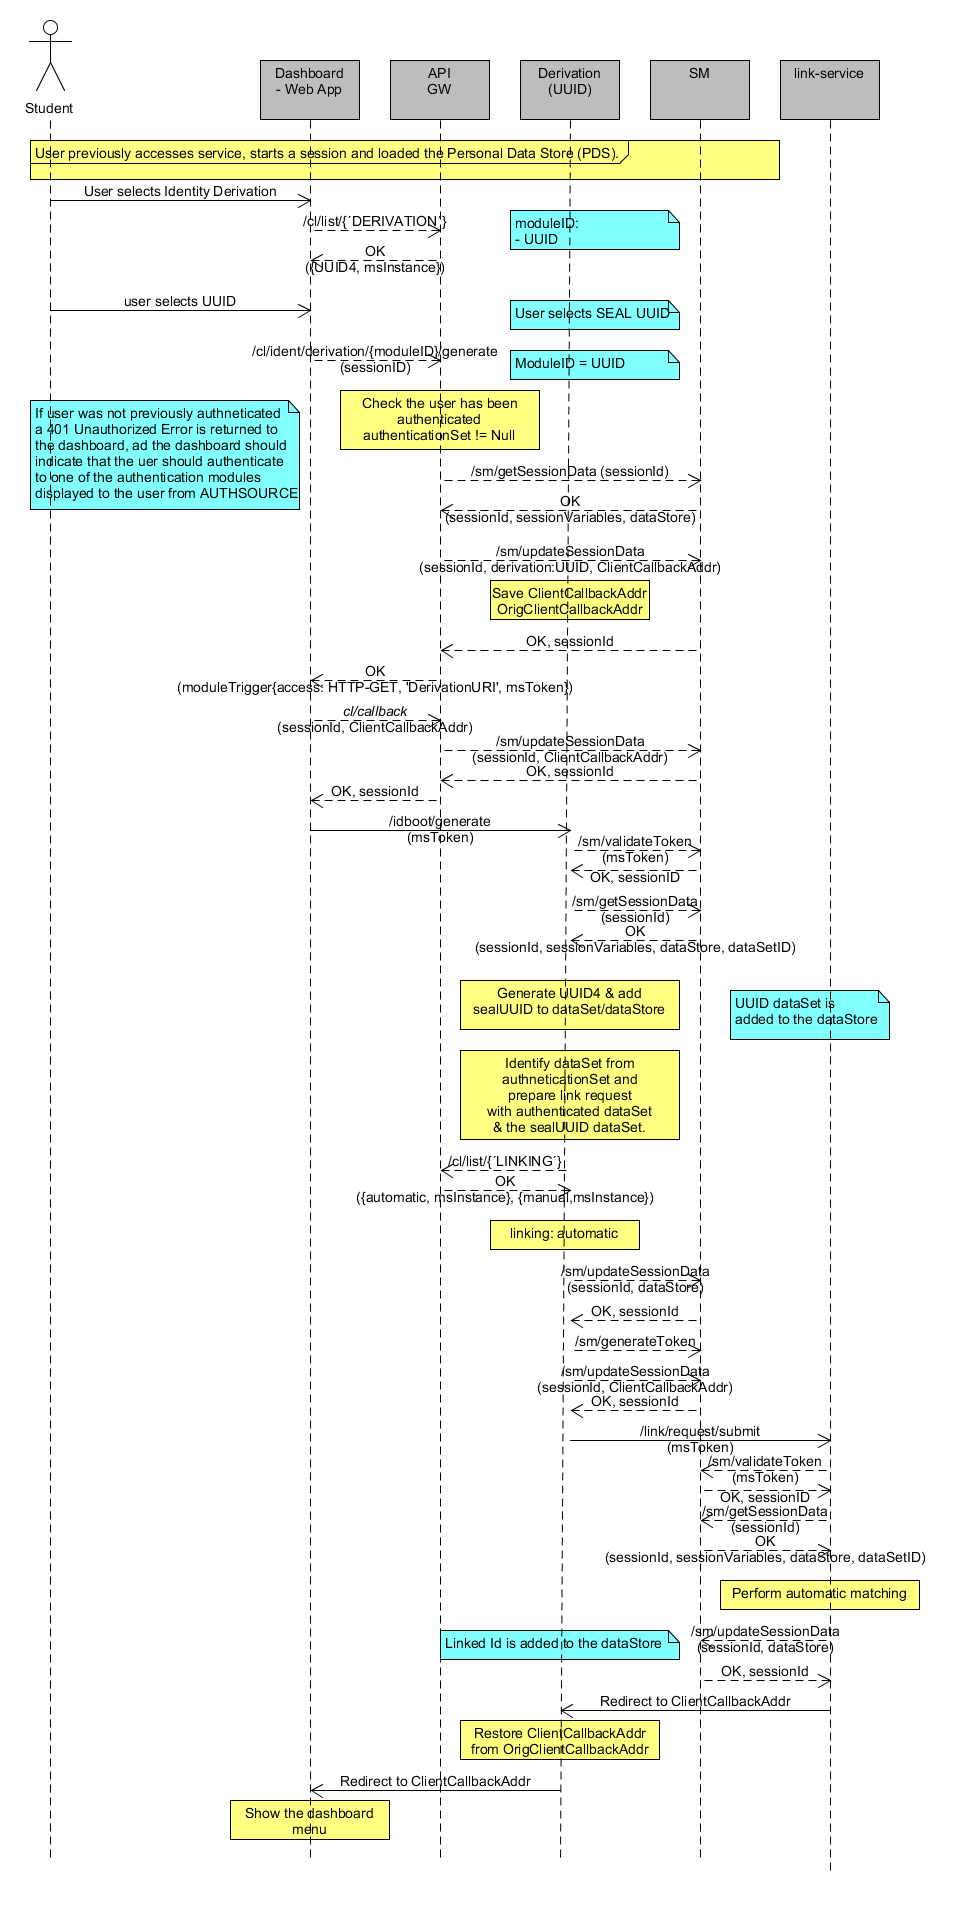 Student
Dashboard
- Web App
API
GW
Derivation
(UUID)
SM
link-service
User previously accesses service, starts a session and loaded the Personal Data Store (PDS).
User selects Identity Derivation
/cl/list/{´DERIVATION´}
moduleID:
- UUID
OK
({UUID4, msInstance})
user selects UUID
User selects SEAL UUID
/cl/ident/derivation/{moduleID}/generate
(sessionID)
ModuleID = UUID
Check the user has been
authenticated
authenticationSet != Null
If user was not previously authneticated
a 401 Unauthorized Error is returned to
the dashboard, ad the dashboard should
indicate that the uer should authenticate
to one of the authentication modules
displayed to the user from AUTHSOURCE
/sm/getSessionData (sessionId)
OK
(sessionId, sessionVariables, dataStore)
/sm/updateSessionData
(sessionId, derivation:UUID, ClientCallbackAddr)
Save ClientCallbackAddr
OrigClientCallbackAddr
OK, sessionId
OK
(moduleTrigger{access: HTTP-GET, 'DerivationURI', msToken})
cl/callback
(sessionId, ClientCallbackAddr)
/sm/updateSessionData
(sessionId, ClientCallbackAddr)
OK, sessionId
OK, sessionId
/idboot/generate
(msToken)
/sm/validateToken
(msToken)
OK, sessionID
/sm/getSessionData
(sessionId)
OK
(sessionId, sessionVariables, dataStore, dataSetID)
Generate UUID4 & add
sealUUID to dataSet/dataStore
UUID dataSet is
added to the dataStore
Identify dataSet from
authneticationSet and
prepare link request
with authenticated dataSet
& the sealUUID dataSet.
/cl/list/{´LINKING´}
OK
({automatic, msInstance}, {manual,msInstance})
linking: automatic
/sm/updateSessionData
(sessionId, dataStore)
OK, sessionId
/sm/generateToken
/sm/updateSessionData
(sessionId, ClientCallbackAddr)
OK, sessionId
/link/request/submit
(msToken)
/sm/validateToken
(msToken)
OK, sessionID
/sm/getSessionData
(sessionId)
OK
(sessionId, sessionVariables, dataStore, dataSetID)
Perform automatic matching
/sm/updateSessionData
(sessionId, dataStore)
Linked Id is added to the dataStore
OK, sessionId
Redirect to ClientCallbackAddr
Restore ClientCallbackAddr
from OrigClientCallbackAddr
Redirect to ClientCallbackAddr
Show the dashboard
menu